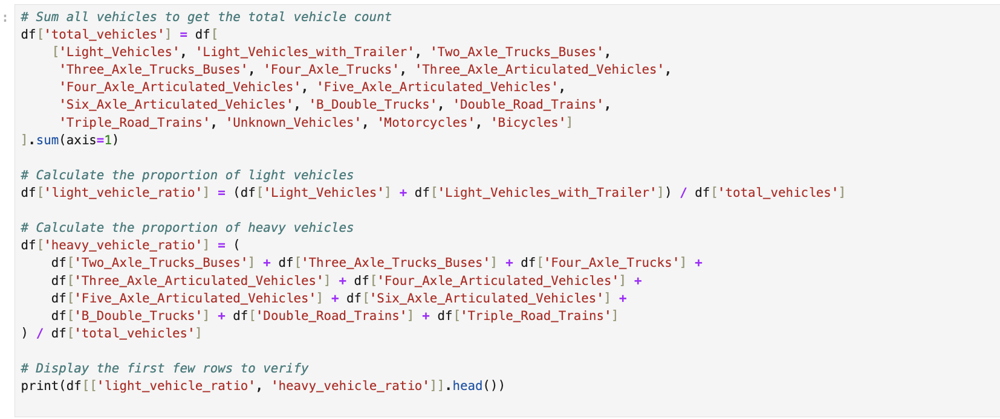 # Sum all vehicles to get the total vehicle count
df['total_vehicles'] = df[
    ['Light_Vehicles', 'Light_Vehicles_with_Trailer', 'Two_Axle_Trucks_Buses',
     'Three_Axle_Trucks_Buses', 'Four_Axle_Trucks', 'Three_Axle_Articulated_Vehicles',
     'Four_Axle_Articulated_Vehicles', 'Five_Axle_Articulated_Vehicles',
     'Six_Axle_Articulated_Vehicles', 'B_Double_Trucks', 'Double_Road_Trains',
     'Triple_Road_Trains', 'Unknown_Vehicles', 'Motorcycles', 'Bicycles']
].sum(axis=1)

# Calculate the proportion of light vehicles
df['light_vehicle_ratio'] = (df['Light_Vehicles'] + df['Light_Vehicles_with_Trailer']) / df['total_vehicles']

# Calculate the proportion of heavy vehicles
df['heavy_vehicle_ratio'] = (
    df['Two_Axle_Trucks_Buses'] + df['Three_Axle_Trucks_Buses'] + df['Four_Axle_Trucks'] +
    df['Three_Axle_Articulated_Vehicles'] + df['Four_Axle_Articulated_Vehicles'] +
    df['Five_Axle_Articulated_Vehicles'] + df['Six_Axle_Articulated_Vehicles'] +
    df['B_Double_Trucks'] + df['Double_Road_Trains'] + df['Triple_Road_Trains']
) / df['total_vehicles']

# Display the first few rows to verify
print(df[['light_vehicle_ratio', 'heavy_vehicle_ratio']].head())